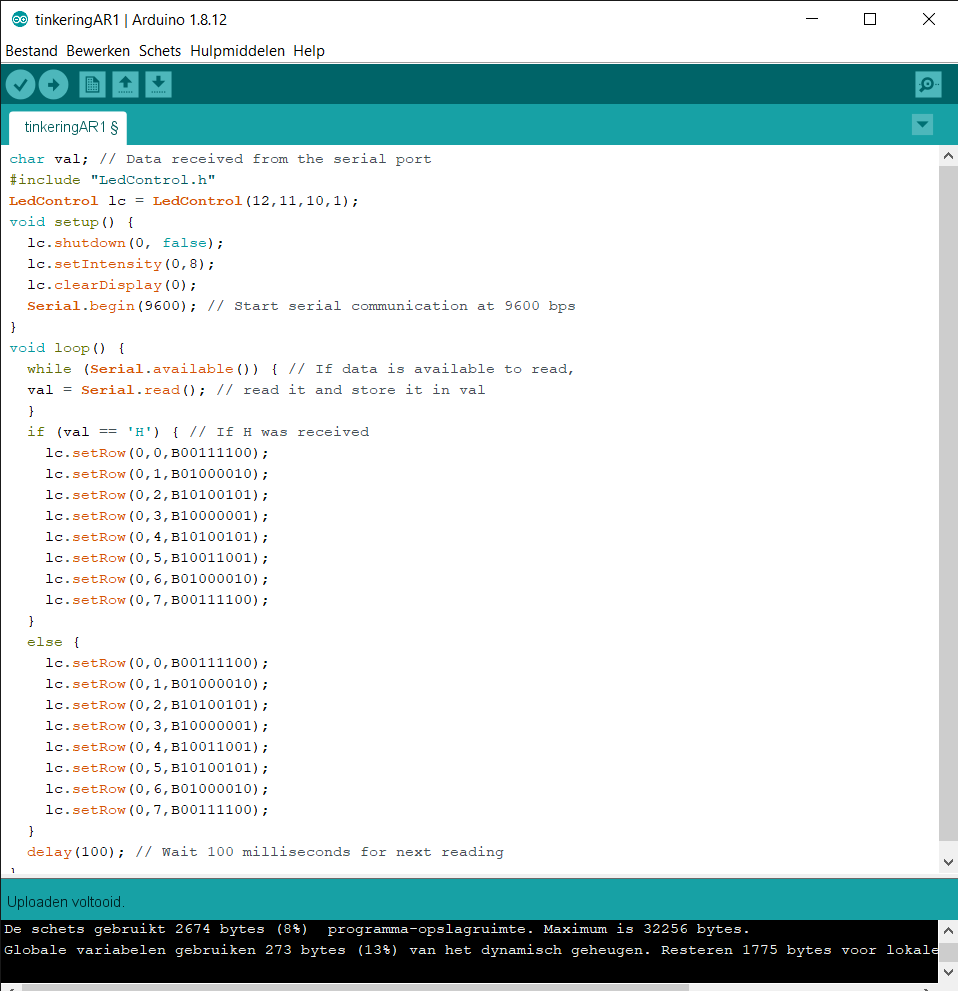 tinkeringAR1 | Arduino 1.8.12
Bestand Bewerken Schets Hulpmiddelen Help
tinkeringAR1 §
char val; // Data received from the serial port
#include "LedControl.h"
LedControl lc = LedControl(12,11,10,1);
void setup() {
  lc.shutdown(0, false);
  lc.setIntensity(0,8);
  lc.clearDisplay(0);
  Serial.begin(9600); // Start serial communication at 9600 bps
}
void loop() {
  while (Serial.available()) { // If data is available to read,
  val = Serial.read(); // read it and store it in val
  }
  if (val == 'H') { // If H was received
    lc.setRow(0,0,B00111100);
    lc.setRow(0,1,B01000010);
    lc.setRow(0,2,B10100101);
    lc.setRow(0,3,B10000001);
    lc.setRow(0,4,B10100101);
    lc.setRow(0,5,B10011001);
    lc.setRow(0,6,B01000010);
    lc.setRow(0,7,B00111100);
  }
  else {
    lc.setRow(0,0,B00111100);
    lc.setRow(0,1,B01000010);
    lc.setRow(0,2,B10100101);
    lc.setRow(0,3,B10000001);
    lc.setRow(0,4,B10011001);
    lc.setRow(0,5,B10100101);
    lc.setRow(0,6,B01000010);
    lc.setRow(0,7,B00111100);
  }
  delay(100); // Wait 100 milliseconds for next reading
}
Uploaden voltooid.
De schets gebruikt 2674 bytes (8%)  programma-opslagruimte. Maximum is 32256 bytes.
Globale variabelen gebruiken 273 bytes (13%) van het dynamisch geheugen. Resteren 1775 bytes voor lokale